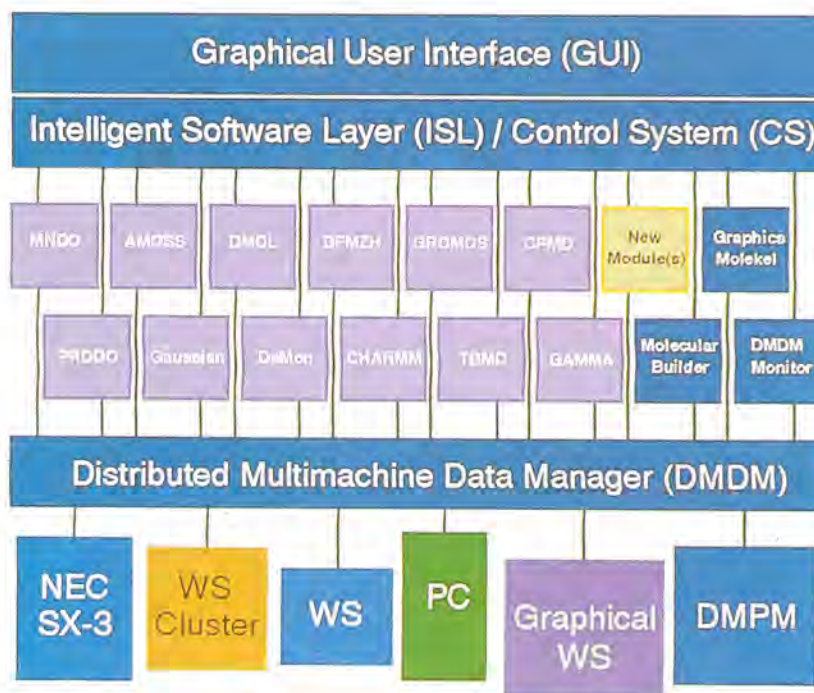 Graphical User Interface (GUI)
Intelligent Software Layer (ISL) / Control System (CS)
MNDO
AMOSS
DMOL
DFMZH
GROMOS
CPMD
New
Module(s)
Graphics
Molekel
PRDDO
Gaussian
DeMon
CHARMM
TBMD
GAMMA
Molecular
Builder
DMDM
Monitor
Distributed Multimachine Data Manager (DMDM)
NEC
SX-3
WS
Cluster
WS
PC
Graphical
WS
DMPM